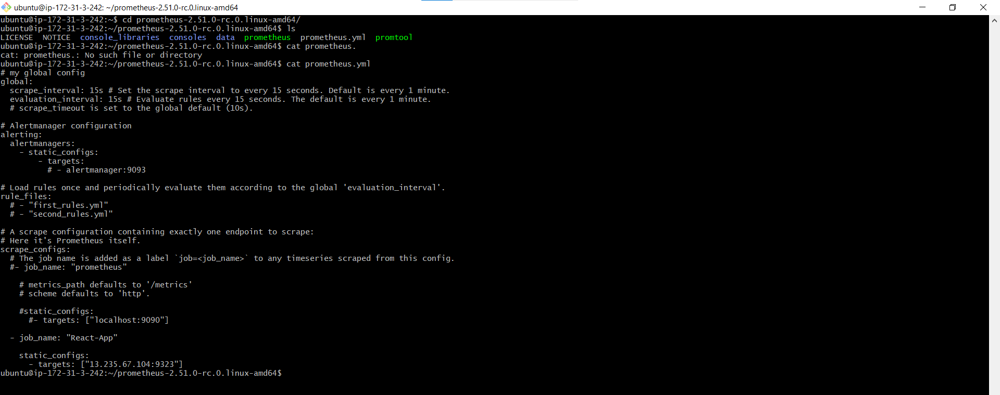 ubuntu@ip-172-31-3-242: ~/prometheus-2.51.0-rc.0.linux-amd64
ubuntu@ip-172-31-3-242:~$ cd prometheus-2.51.0-rc.0.linux-amd64/
ubuntu@ip-172-31-3-242:~/prometheus-2.51.0-rc.0.linux-amd64$ ls
LICENSE  NOTICE  console_libraries  consoles  data  prometheus  prometheus.yml  promtool
ubuntu@ip-172-31-3-242:~/prometheus-2.51.0-rc.0.linux-amd64$ cat prometheus.
cat: prometheus.: No such file or directory
ubuntu@ip-172-31-3-242:~/prometheus-2.51.0-rc.0.linux-amd64$ cat prometheus.yml
# my global config
global:
  scrape_interval: 15s # Set the scrape interval to every 15 seconds. Default is every 1 minute.
  evaluation_interval: 15s # Evaluate rules every 15 seconds. The default is every 1 minute.
  # scrape_timeout is set to the global default (10s).

# Alertmanager configuration
alerting:
  alertmanagers:
    - static_configs:
        - targets:
          # - alertmanager:9093

# Load rules once and periodically evaluate them according to the global 'evaluation_interval'.
rule_files:
  # - "first_rules.yml"
  # - "second_rules.yml"

# A scrape configuration containing exactly one endpoint to scrape:
# Here it's Prometheus itself.
scrape_configs:
  # The job name is added as a label `job=<job_name>` to any timeseries scraped from this config.
  #- job_name: "prometheus"

    # metrics_path defaults to '/metrics'
    # scheme defaults to 'http'.

    #static_configs:
      #- targets: ["localhost:9090"]

  - job_name: "React-App"

    static_configs:
      - targets: ["13.235.67.104:9323"]
ubuntu@ip-172-31-3-242:~/prometheus-2.51.0-rc.0.linux-amd64$